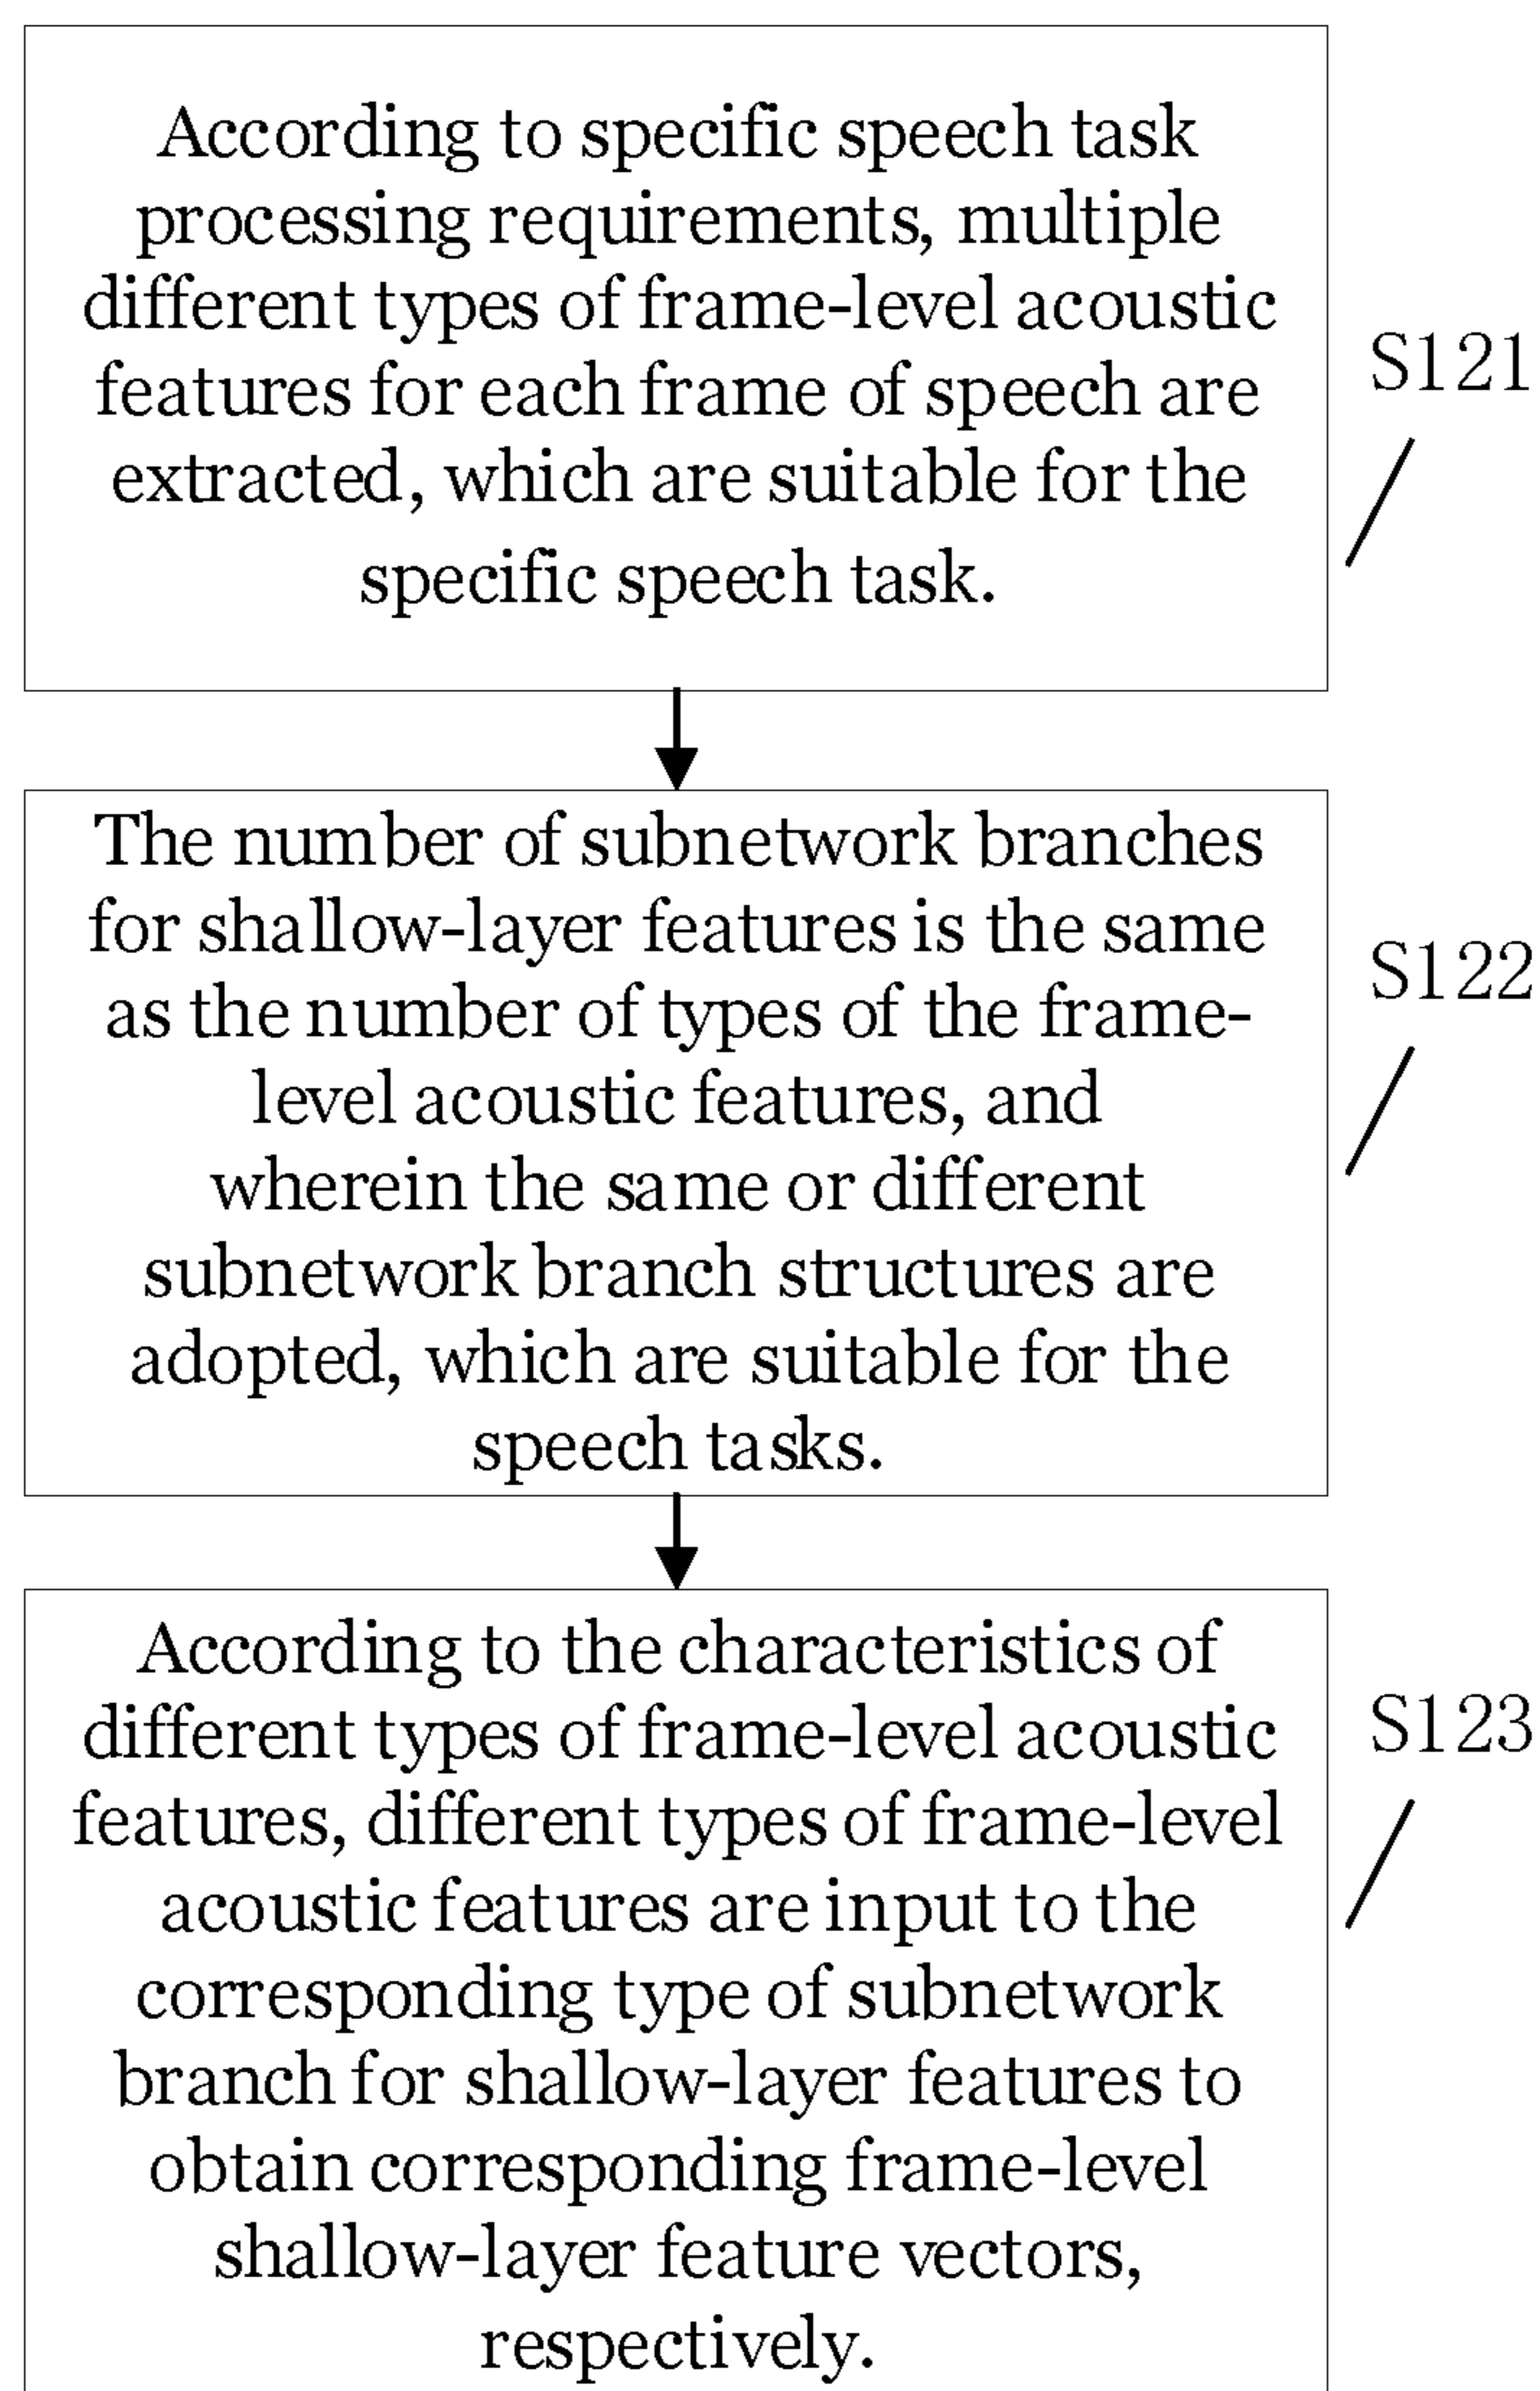 According to specific speech task
processing requirements, multiple
different types of frame-level acoustic
features for each frame of speech are
extracted, which are suitable for the
specific speech task.
S121
The number of subnetwork branches
for shallow-layer features is the same
as the number of types of the frame-
level acoustic features, and
wherein the same or different
subnetwork branch structures are
adopted, which are suitable for the
speech tasks.
S122
According to the characteristics of
different types of frame-level acoustic
features, different types of frame-level
acoustic features are input to the
corresponding type of subnetwork
branch for shallow-layer features to
obtain corresponding frame-level
shallow-layer feature vectors,
respectively.
S123